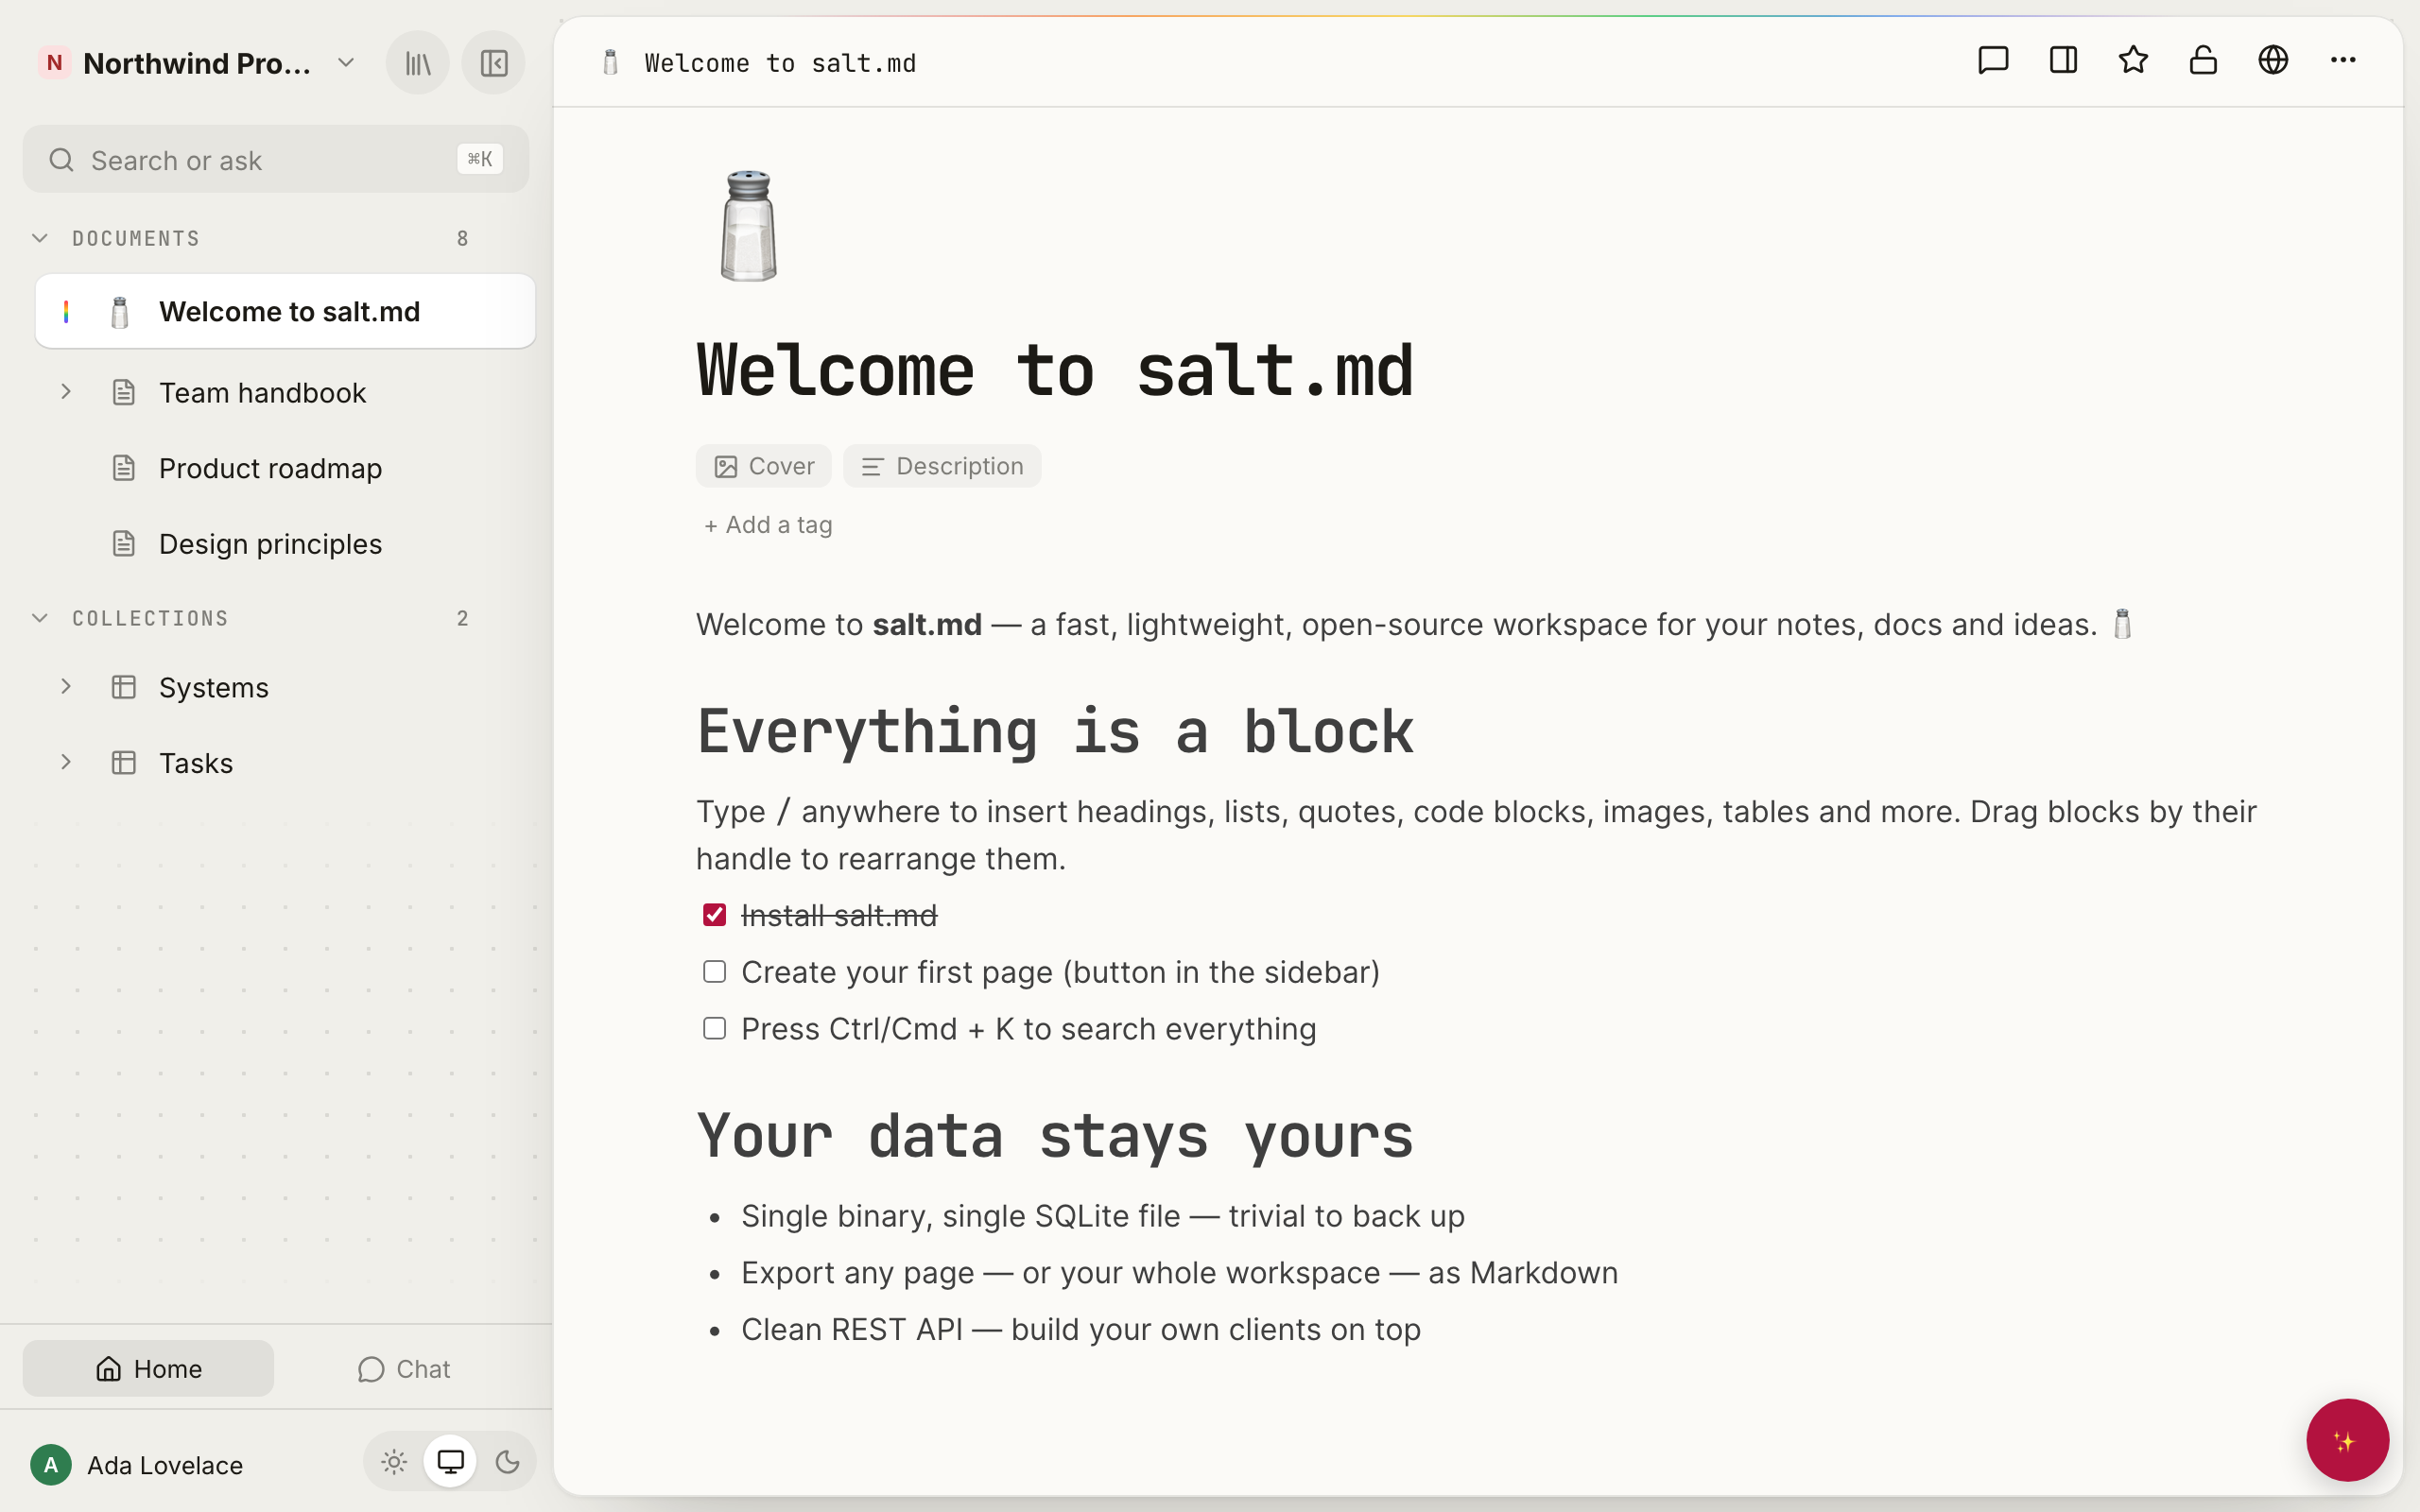 N Northwind Pro...
Search or ask ⌘K
DOCUMENTS 8
Welcome to salt.md
Team handbook
Product roadmap
Design principles
COLLECTIONS 2
Systems
Tasks
Home
Chat
A Ada Lovelace
Welcome to salt.md
Welcome to salt.md
Cover
Description
+ Add a tag
Welcome to salt.md — a fast, lightweight, open-source workspace for your notes, docs and ideas.
Everything is a block
Type / anywhere to insert headings, lists, quotes, code blocks, images, tables and more. Drag blocks by their
handle to rearrange them.
Install salt.md
Create your first page (button in the sidebar)
Press Ctrl/Cmd + K to search everything
Your data stays yours
• Single binary, single SQLite file — trivial to back up
• Export any page — or your whole workspace — as Markdown
• Clean REST API — build your own clients on top